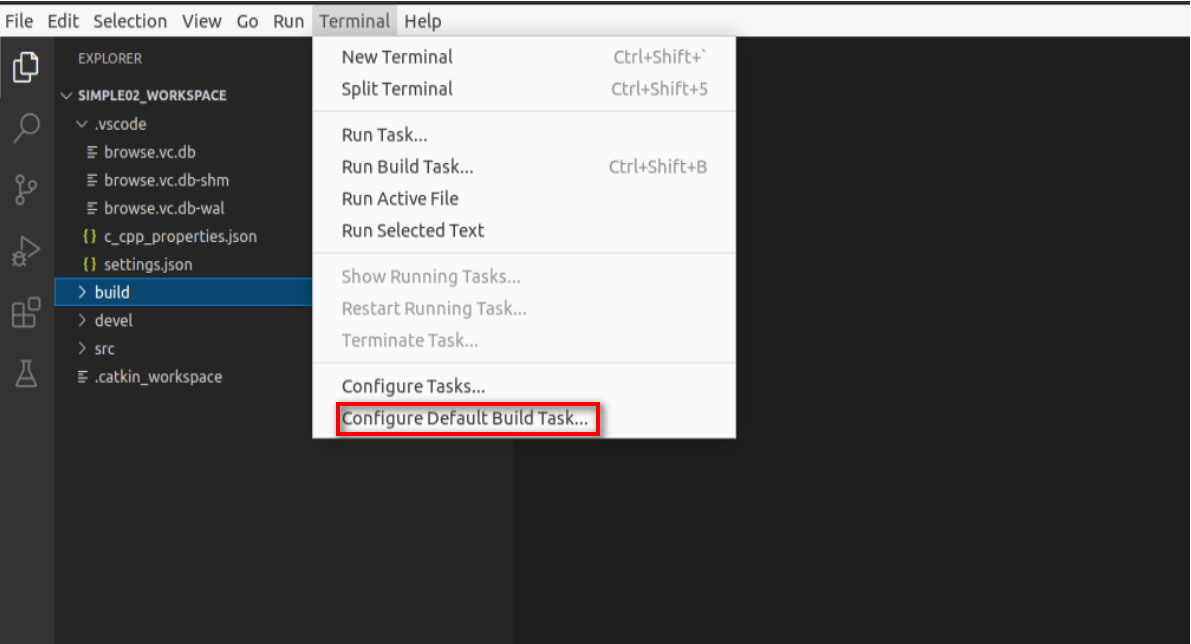 File Edit Selection View Go Run Terminal Help
EXPLORER
SIMPLE02_WORKSPACE
.vscode
browse.vc.db
browse.vc.db-shm
browse.vc.db-wal
{} c_cpp_properties.json
{} settings.json
build
devel
src
.catkin_workspace
New Terminal Ctrl+Shift+`
Split Terminal Ctrl+Shift+5
Run Task...
Run Build Task... Ctrl+Shift+B
Run Active File
Run Selected Text
Show Running Tasks...
Restart Running Task...
Terminate Task...
Configure Tasks...
Configure Default Build Task...